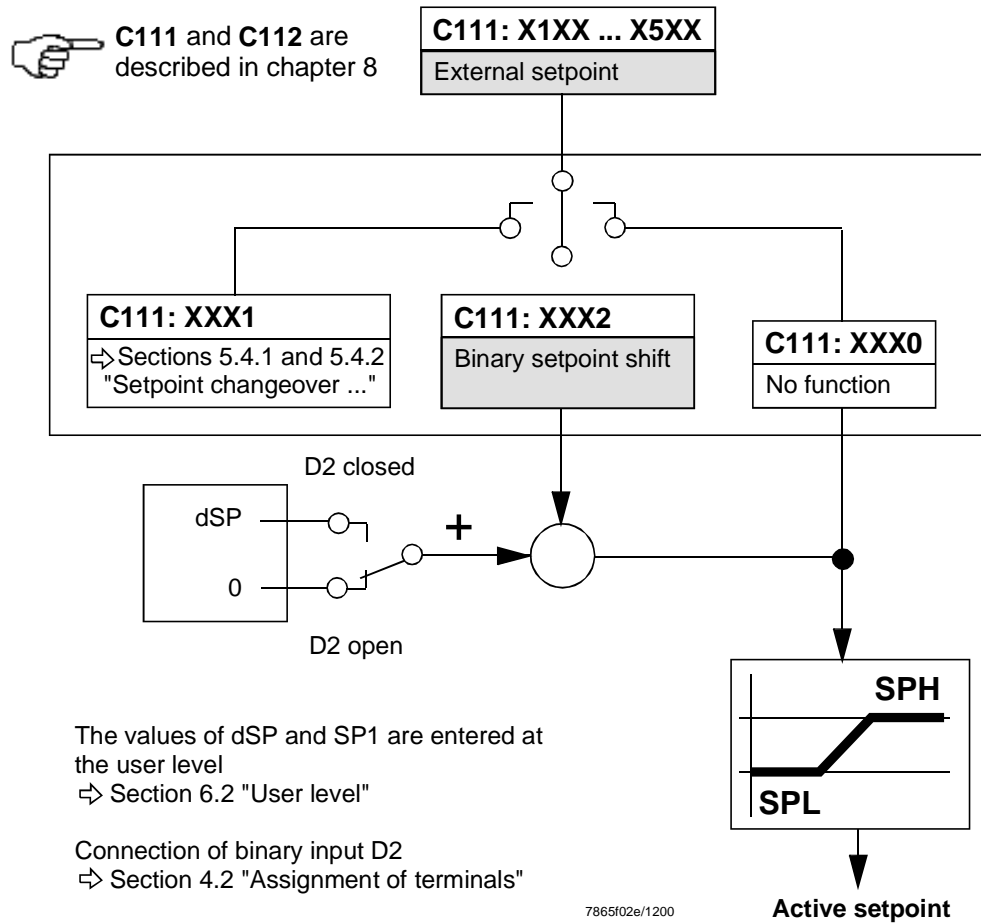 C111 and C112 are
described in chapter 8
C111: X1XX ... X5XX
External setpoint
C111: XXX1
⇨ Sections 5.4.1 and 5.4.2
"Setpoint changeover ..."
C111: XXX2
Binary setpoint shift
C111: XXX0
No function
D2 closed
dSP
+
0
D2 open
SPH
SPL
The values of dSP and SP1 are entered at
the user level
⇨ Section 6.2 "User level"
Connection of binary input D2
⇨ Section 4.2 "Assignment of terminals"
7865f02e/1200
Active setpoint